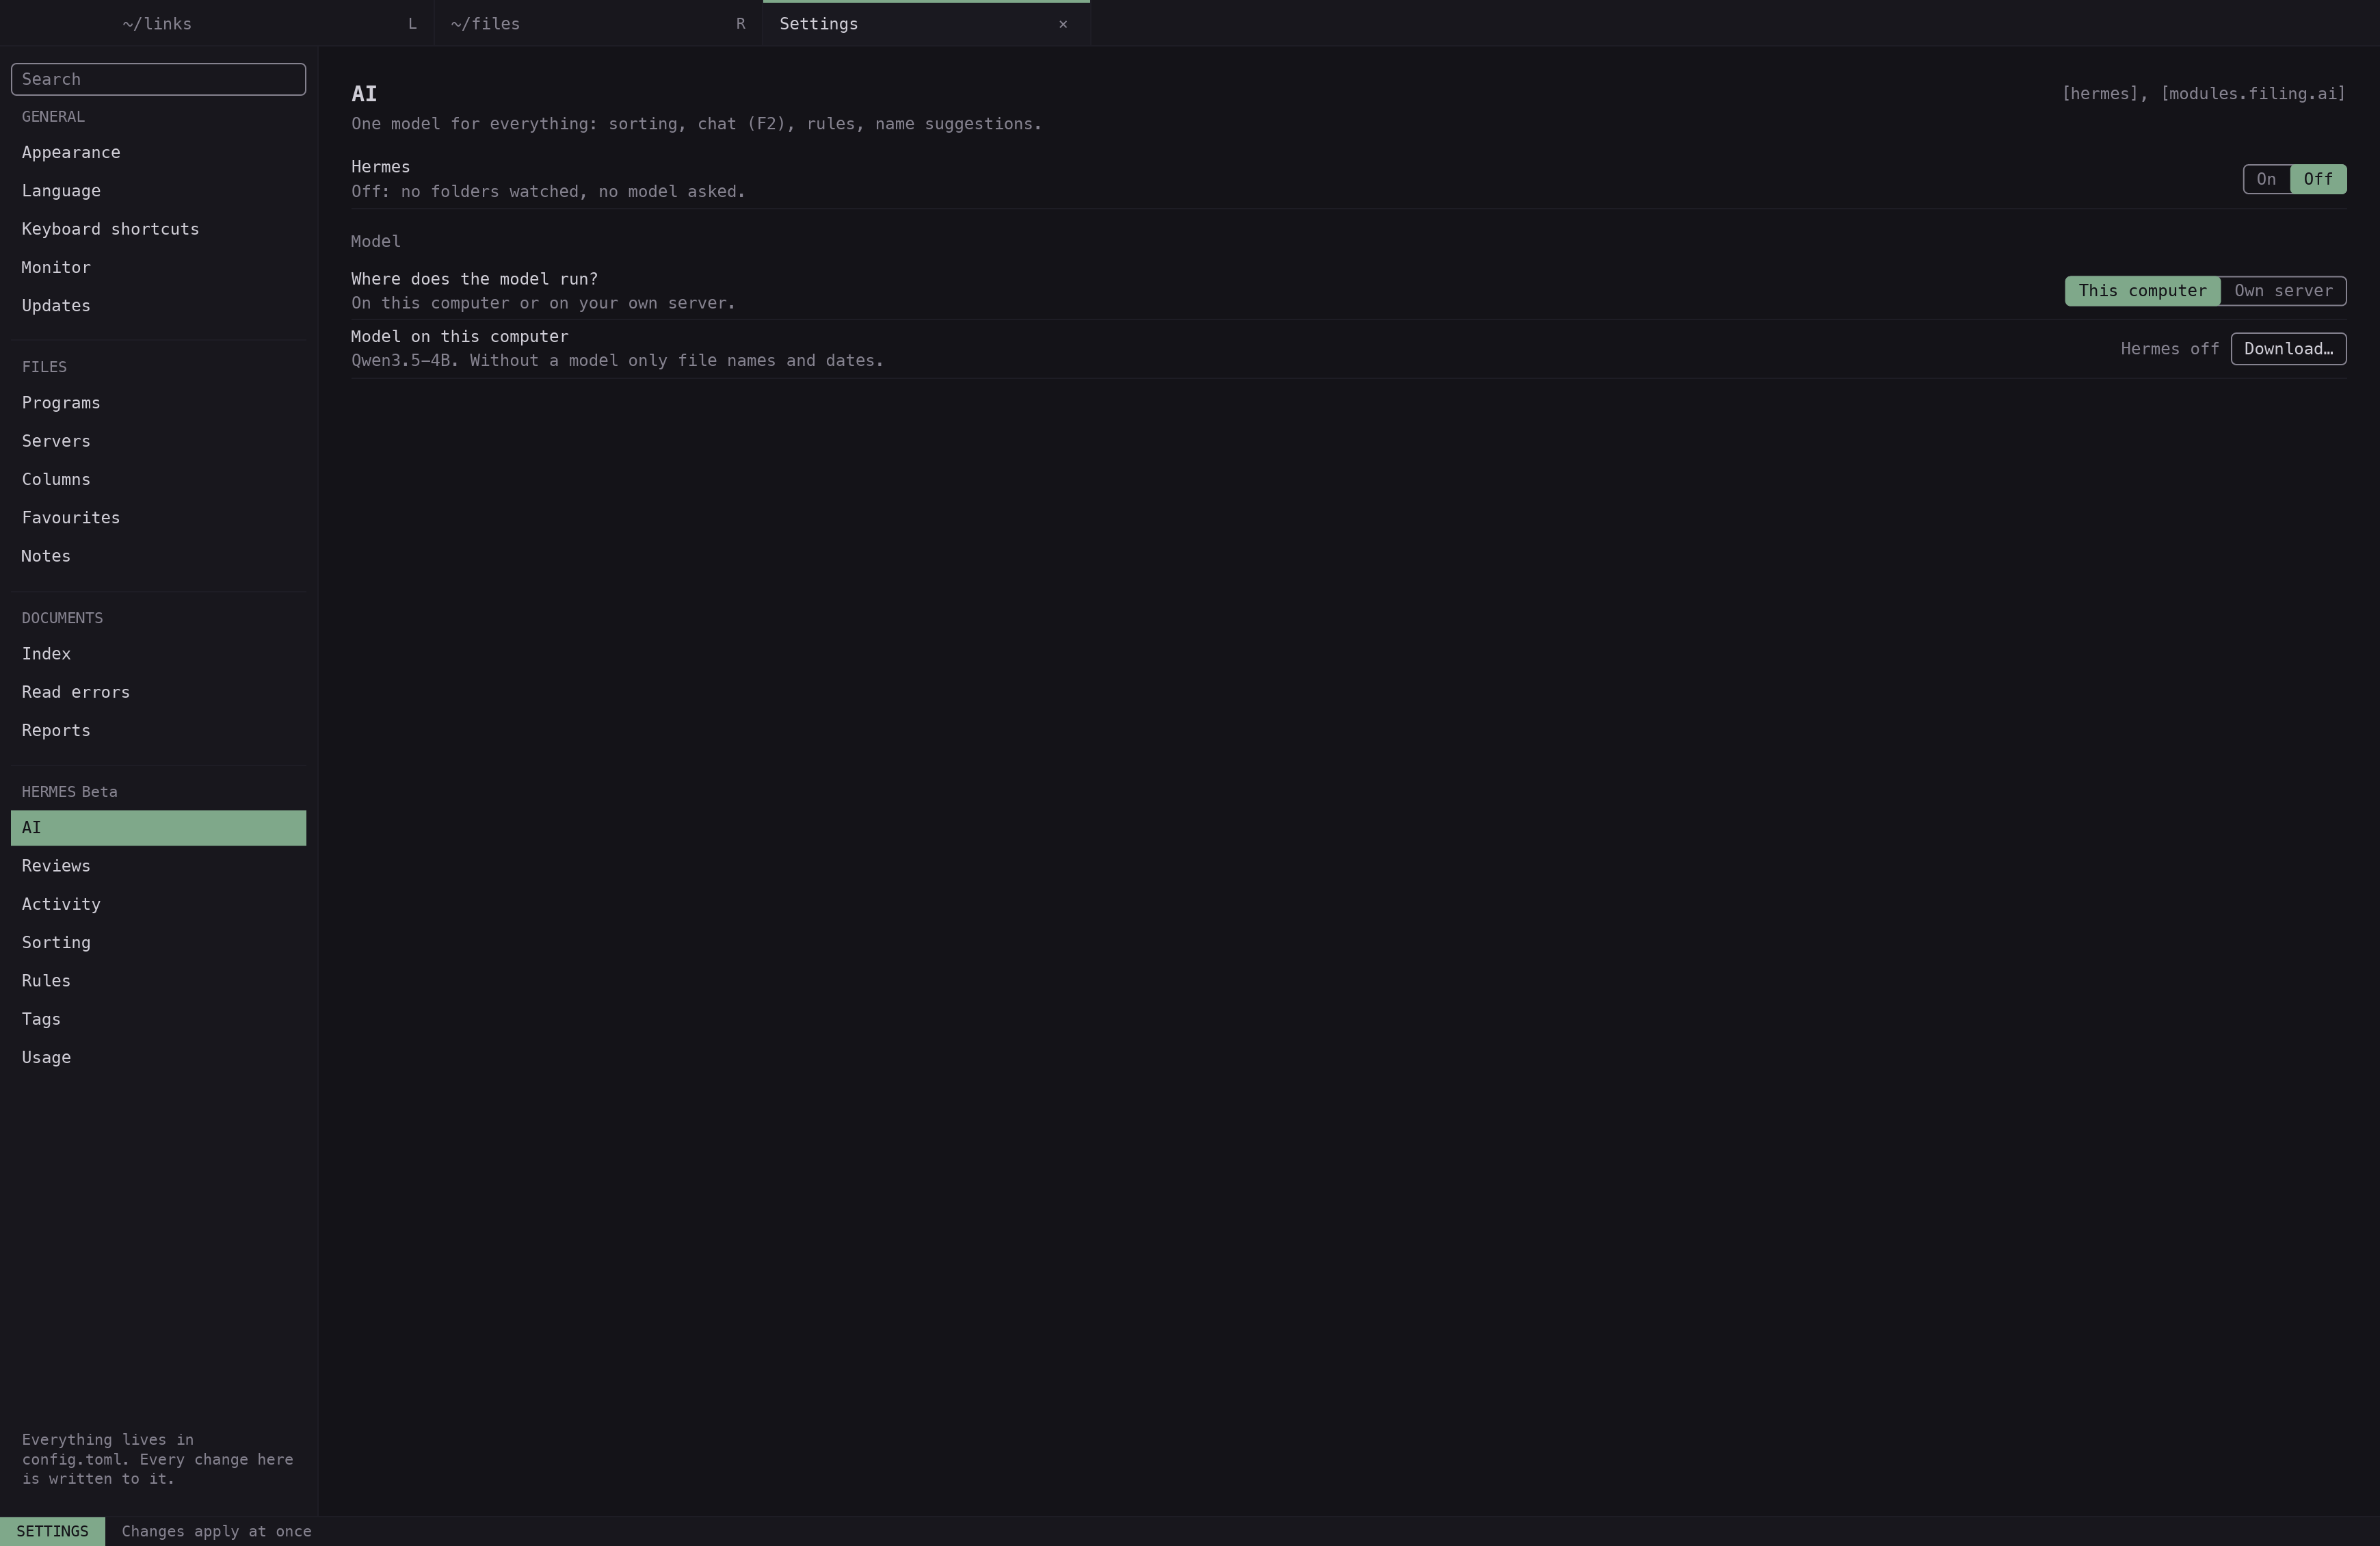 ~/links L ~/files R Settings ×
Search
GENERAL
Appearance
Language
Keyboard shortcuts
Monitor
Updates
FILES
Programs
Servers
Columns
Favourites
Notes
DOCUMENTS
Index
Read errors
Reports
HERMES Beta
AI
Reviews
Activity
Sorting
Rules
Tags
Usage
Everything lives in
config.toml. Every change here
is written to it.
AI [hermes], [modules.filing.ai]
One model for everything: sorting, chat (F2), rules, name suggestions.
Hermes
Off: no folders watched, no model asked.
On Off
Model
Where does the model run?
On this computer or on your own server.
This computer Own server
Model on this computer
Qwen3.5–4B. Without a model only file names and dates.
Hermes off Download…
SETTINGS Changes apply at once